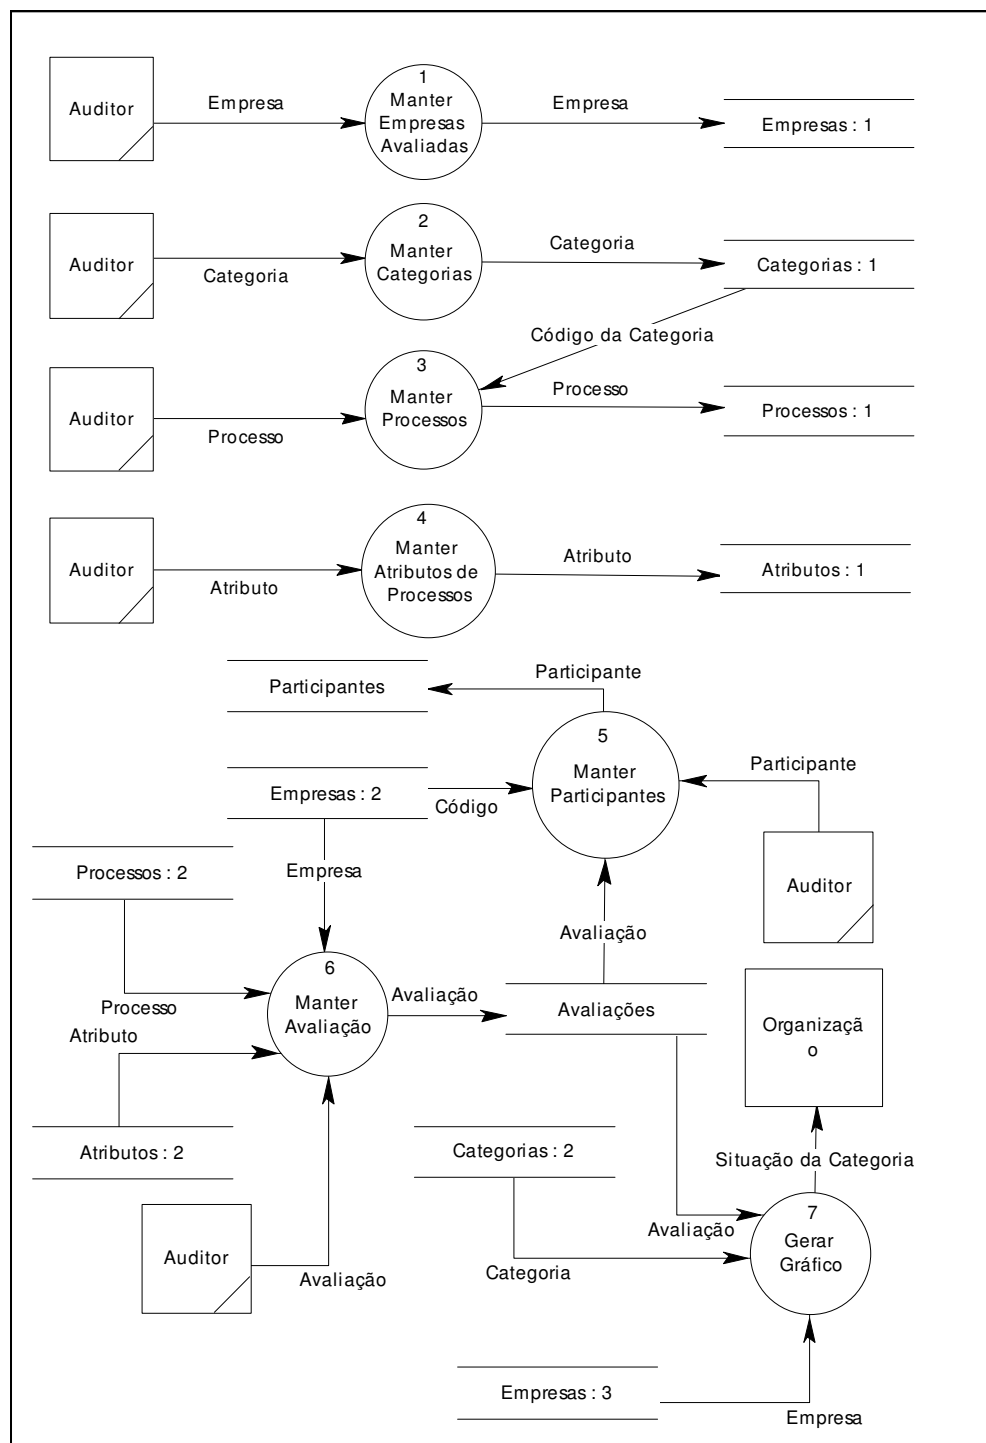 1
Auditor
Empresa
Manter
Empresas
Avaliadas
Empresa
Empresas : 1
2
Auditor
Categoria
Manter
Categorias
Categoria
Categorias : 1
Código da Categoria
3
Auditor
Processo
Manter
Processos
Processo
Processos : 1
4
Auditor
Atributo
Manter
Atributos de
Processos
Atributo
Atributos : 1
Participantes
Participante
5
Manter
Participantes
Participante
Empresas : 2
Código
Auditor
Processos : 2
Empresa
Avaliação
6
Manter
Avaliação
Processo
Atributo
Avaliação
Avaliações
Organizaçã
o
Atributos : 2
Categorias : 2
Situação da Categoria
Auditor
Avaliação
Categoria
Avaliação
7
Gerar
Gráfico
Empresas : 3
Empresa